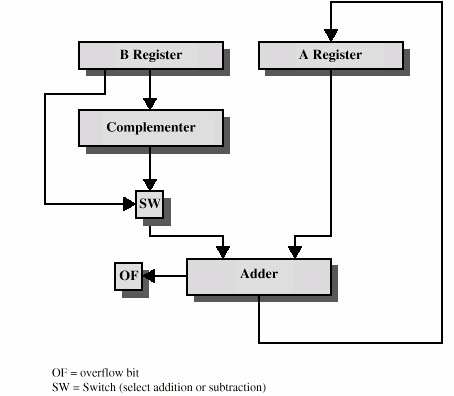 B Register
A Register
Complementer
SW
OF
Adder
OF = overflow bit
SW = Switch (select addition or subtraction)